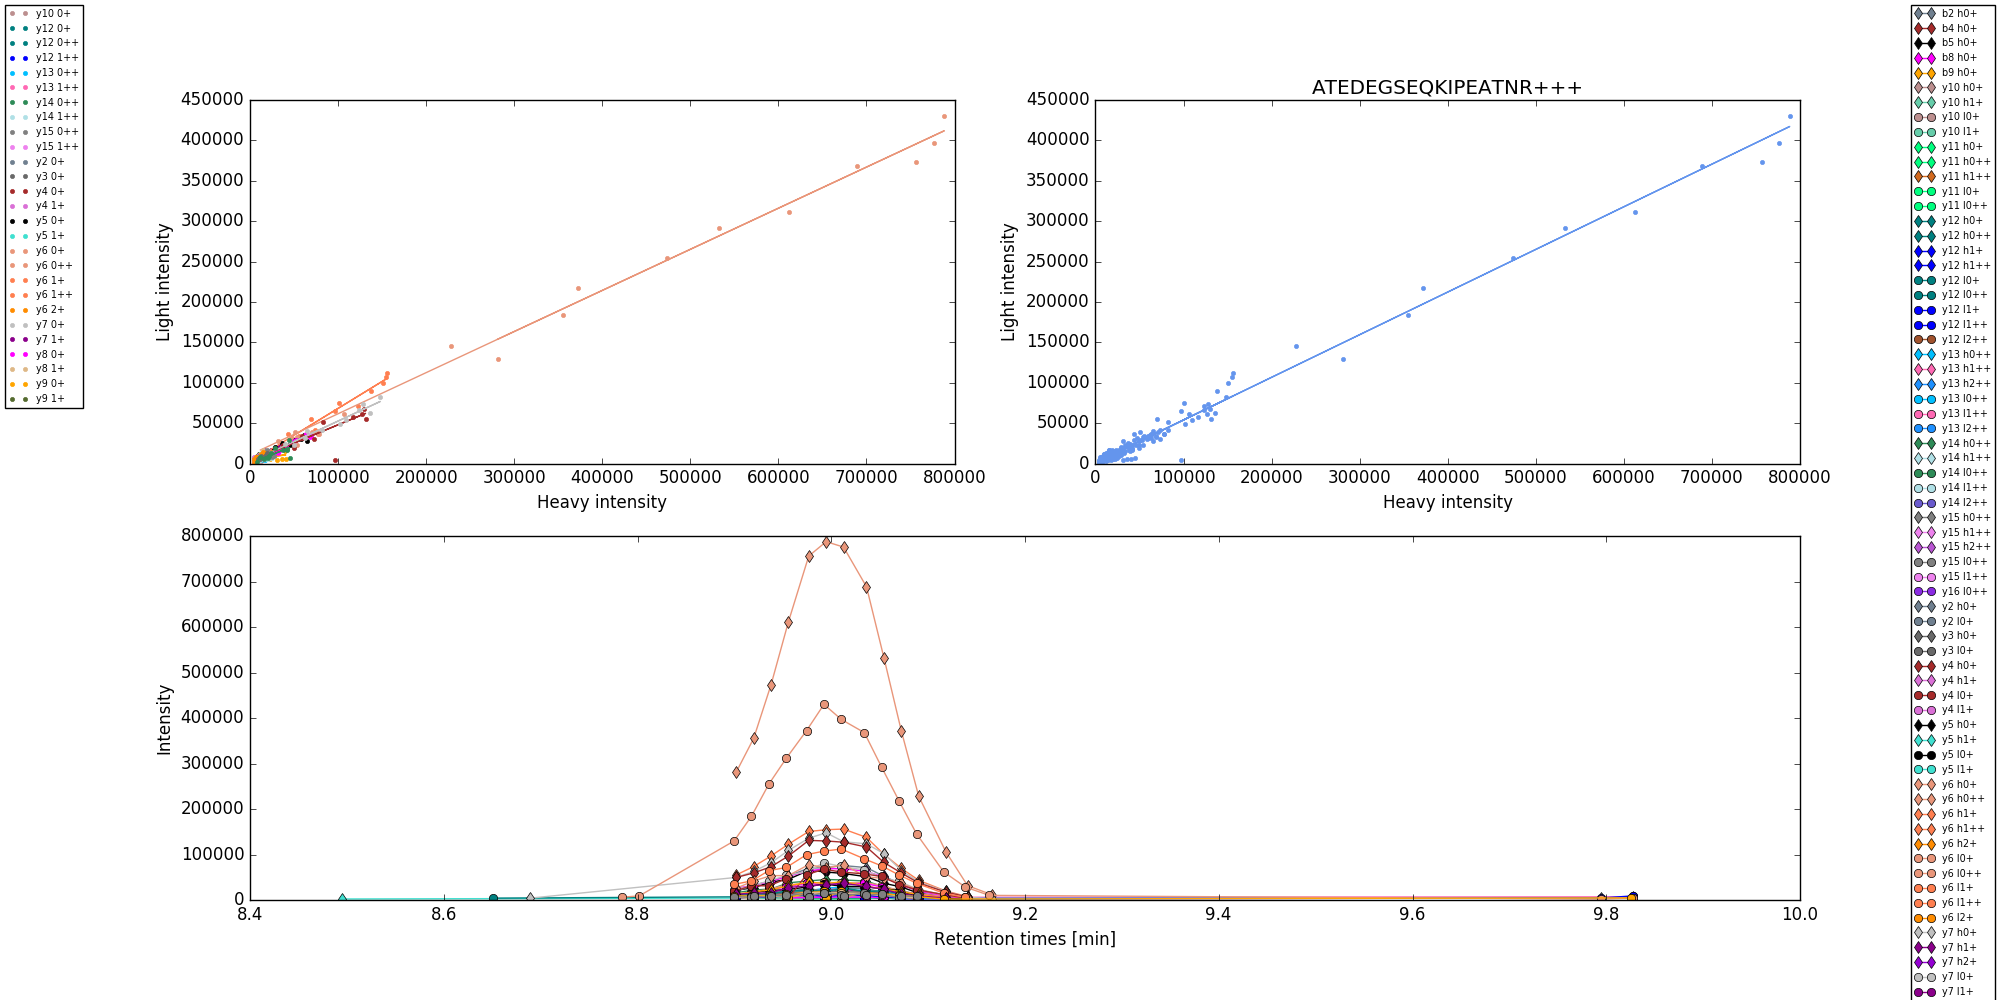 y10 0+
y12 0+
y12 0++
y12 1++
y13 0++
y13 1++
y14 0++
y14 1++
y15 0++
y15 1++
y2 0+
y3 0+
y4 0+
y4 1+
y5 0+
y5 1+
y6 0+
y6 0++
y6 1+
y6 1++
y6 2+
y7 0+
y7 1+
y8 0+
y8 1+
y9 0+
y9 1+
450000
400000
350000
300000
250000
200000
150000
100000
50000
0
Light intensity
0 100000 200000 300000 400000 500000 600000 700000 800000
Heavy intensity
ATEDEGSEQKIPEATNR+++
450000
400000
350000
300000
250000
200000
150000
100000
50000
0
Light intensity
0 100000 200000 300000 400000 500000 600000 700000 800000
Heavy intensity
800000
700000
600000
500000
400000
300000
200000
100000
0
Intensity
8.4 8.6 8.8 9.0 9.2 9.4 9.6 9.8 10.0
Retention times [min]
b2 h0+
b4 h0+
b5 h0+
b8 h0+
b9 h0+
y10 h0+
y10 h1+
y10 l0+
y10 l1+
y11 h0+
y11 h0++
y11 h1++
y11 l0+
y11 l0++
y12 h0+
y12 h0++
y12 h1+
y12 h1++
y12 l0+
y12 l0++
y12 l1+
y12 l1++
y12 l2++
y13 h0++
y13 h1++
y13 h2++
y13 l0++
y13 l1++
y13 l2++
y14 h0++
y14 h1++
y14 l0++
y14 l1++
y14 l2++
y15 h0++
y15 h1++
y15 h2++
y15 l0++
y15 l1++
y16 l0++
y2 h0+
y2 l0+
y3 h0+
y3 l0+
y4 h0+
y4 h1+
y4 l0+
y4 l1+
y5 h0+
y5 h1+
y5 l0+
y5 l1+
y6 h0+
y6 h0++
y6 h1+
y6 h1++
y6 h2+
y6 l0+
y6 l0++
y6 l1+
y6 l1++
y6 l2+
y7 h0+
y7 h1+
y7 h2+
y7 l0+
y7 l1+